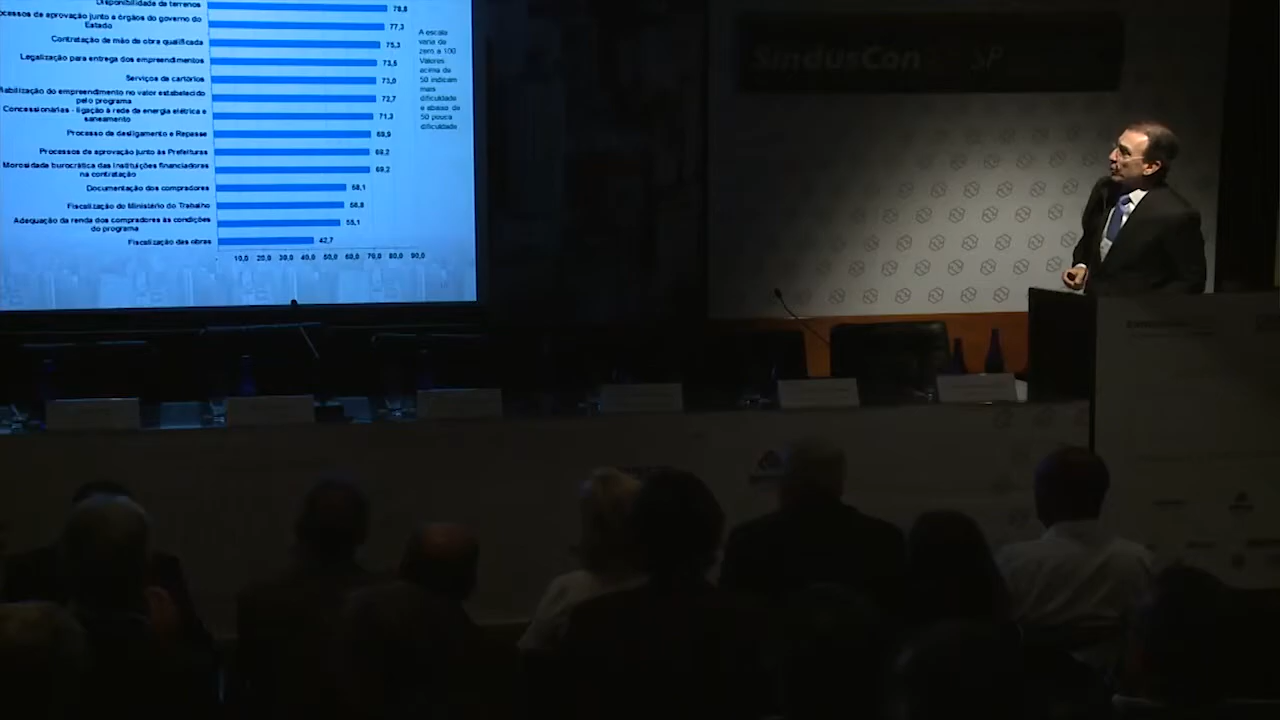 Disponibilidade de terrenos 78,8
ocessos de aprovação junto a órgãos do governo do
Estado 77,3
Contratação de mão de obra qualificada 75,3
Legalização para entrega dos empreendimentos 73,5
Serviços de cartórios 73,0
iabilização do empreendimento no valor estabelecido
pelo programa 72,7
Concessionárias - ligação à rede de energia elétrica e
saneamento 71,3
Processo de desligamento e Repasse 69,9
Processos de aprovação junto às Prefeituras 69,2
Morosidade burocrática das Instituições financiadoras
na contratação 69,2
Documentação dos compradores 58,1
Fiscalização do Ministério do Trabalho 56,8
Adequação da renda dos compradores às condições
do programa 55,1
Fiscalização das obras 42,7
10,0 20,0 30,0 40,0 50,0 60,0 70,0 80,0 90,0
A escala
varia de
zero a 100
Valores
acima de
50 indicam
mais
dificuldade
e abaixo de
50 pouca
dificuldade
SindusCon SP